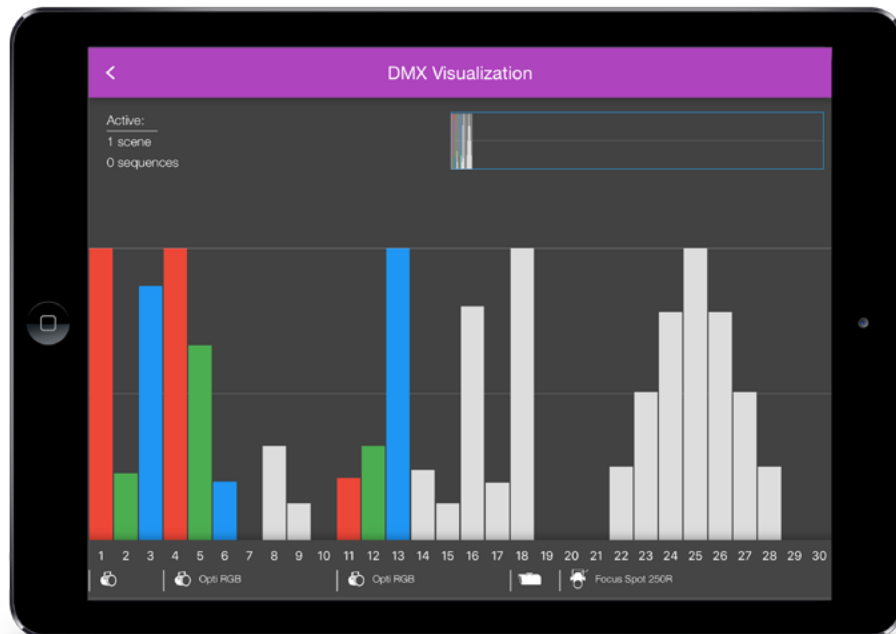 DMX Visualization
Active:
1 scene
0 sequences
1 2 3 4 5 6 7 8 9 10 11 12 13 14 15 16 17 18 19 20 21 22 23 24 25 26 27 28 29 30
Opti RGB Opti RGB Focus Spot 250R